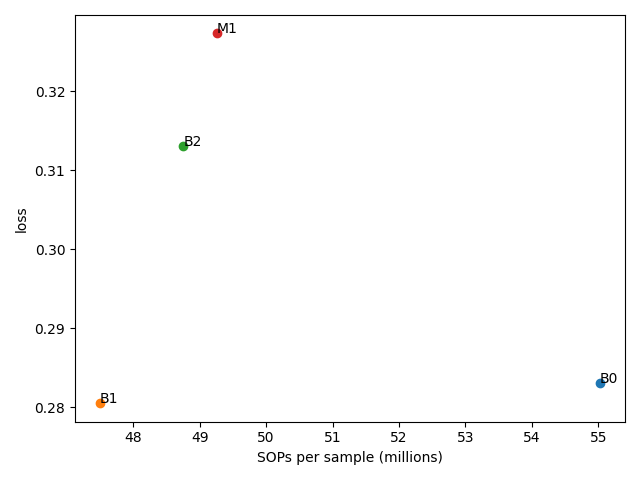 M1
B2
B0
B1
0.32
0.31
0.30
0.29
0.28
loss
48 49 50 51 52 53 54 55
SOPs per sample (millions)